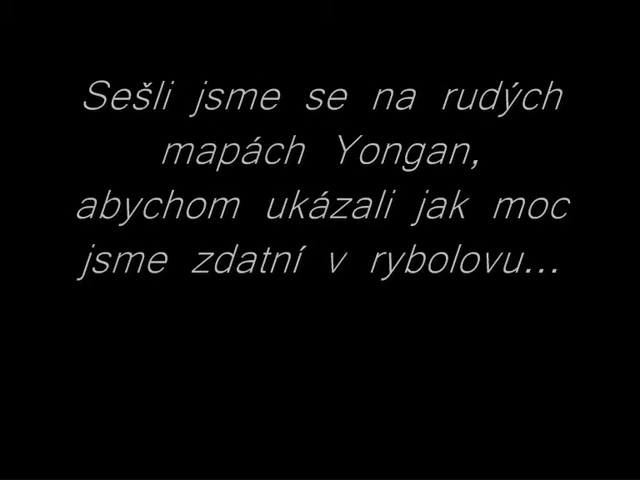 Sešli jsme se na rudých
mapách Yongan,
abychom ukázali jak moc
jsme zdatní v rybolovu...